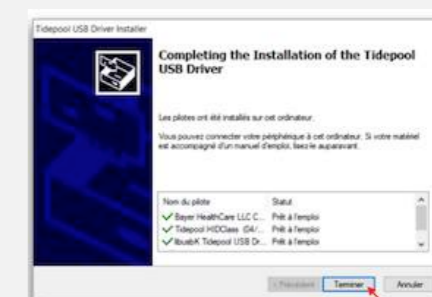 Tidepool USB Driver Installer
Completing the Installation of the Tidepool
USB Driver
Les pilotes ont été installés sur cet ordinateur.
Vous pouvez connecter votre périphérique à cet ordinateur. Si votre matériel
est accompagné d'un manuel d'emploi, lisez-le auparavant.
Nom du pilote Statut
Bayer HealthCare LLC C... Prêt à l'emploi
Tidepool HIDClass (04/... Prêt à l'emploi
libusbK Tidepool USB Dr... Prêt à l'emploi
< Précédent Terminer Annuler